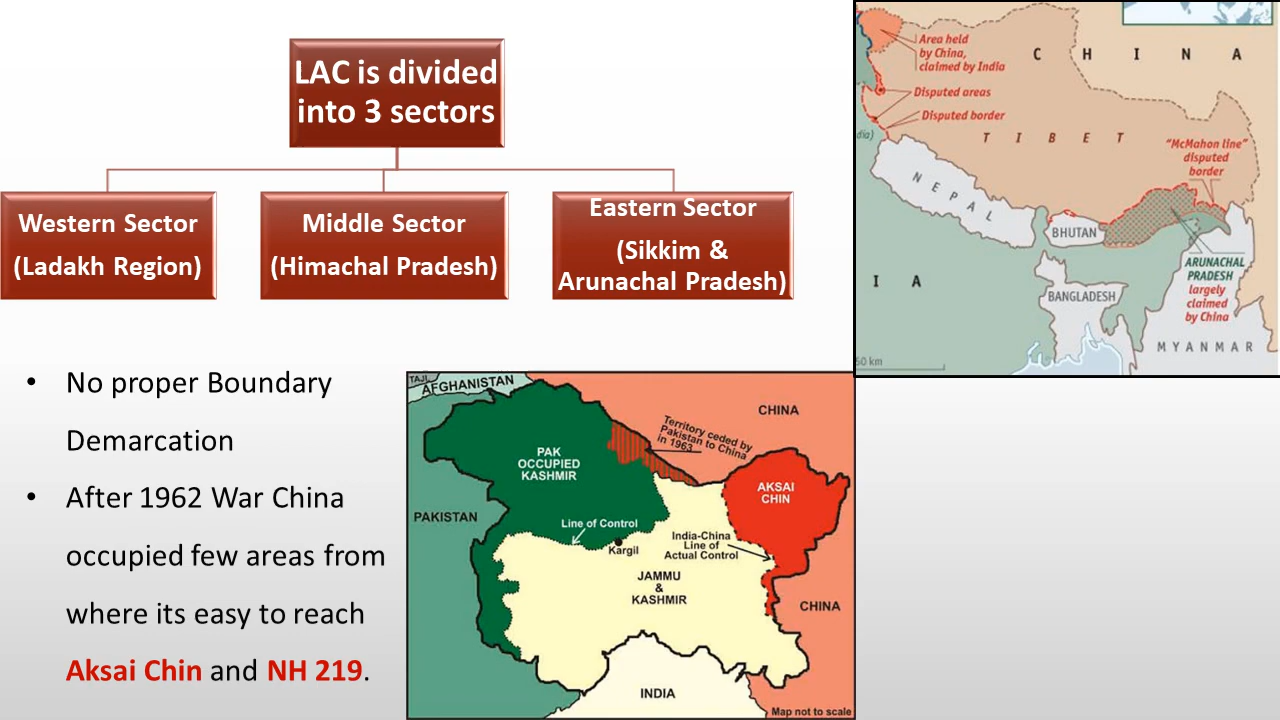 LAC is divided
into 3 sectors
Western Sector
(Ladakh Region)
Middle Sector
(Himachal Pradesh)
Eastern Sector
(Sikkim &
Arunachal Pradesh)
• No proper Boundary
Demarcation
• After 1962 War China
occupied few areas from
where its easy to reach
Aksai Chin and NH 219.
Area held
by China,
claimed by India
C H I N A
Disputed areas
Disputed border
dia)
T I B E T
"McMahon line"
disputed
border
N E P A L
BHUTAN
ARUNACHAL
PRADESH
largely
claimed
by China
I A
BANGLADESH
M Y A N M A R
50 km
TAJ.
AFGHANISTAN
CHINA
Territory ceded by
Pakistan to China
in 1963
PAK
OCCUPIED
KASHMIR
AKSAI
CHIN
PAKISTAN
Line of Control
Kargil
India-China
Line of
Actual Control
JAMMU
&
KASHMIR
CHINA
INDIA
Map not to scale